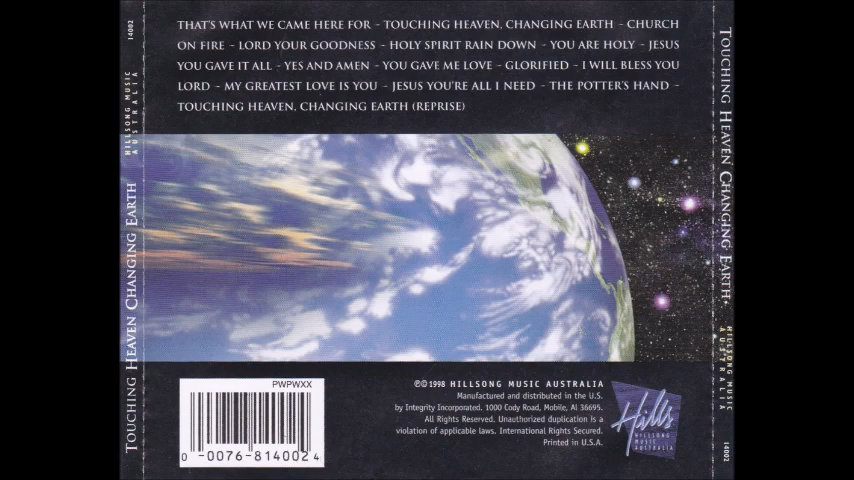 THAT'S WHAT WE CAME HERE FOR – TOUCHING HEAVEN, CHANGING EARTH – CHURCH
ON FIRE – LORD YOUR GOODNESS – HOLY SPIRIT RAIN DOWN – YOU ARE HOLY – JESUS
YOU GAVE IT ALL – YES AND AMEN – YOU GAVE ME LOVE – GLORIFIED – I WILL BLESS YOU
LORD – MY GREATEST LOVE IS YOU – JESUS YOU'RE ALL I NEED – THE POTTER'S HAND –
TOUCHING HEAVEN, CHANGING EARTH (REPRISE)
TOUCHING HEAVEN CHANGING EARTH
HILLSONG MUSIC
AUSTRALIA
14002
TOUCHING HEAVEN CHANGING EARTH
HILLSONG MUSIC
AUSTRALIA
14002
PWPWXX
0-0076-814002 4
℗© 1998 HILLSONG MUSIC AUSTRALIA
Manufactured and distributed in the U.S.
by Integrity Incorporated. 1000 Cody Road, Mobile, Al 36695.
All Rights Reserved. Unauthorized duplication is a
violation of applicable laws. International Rights Secured.
Printed in U.S.A.
Hills
HILLSONG
MUSIC
AUSTRALIA